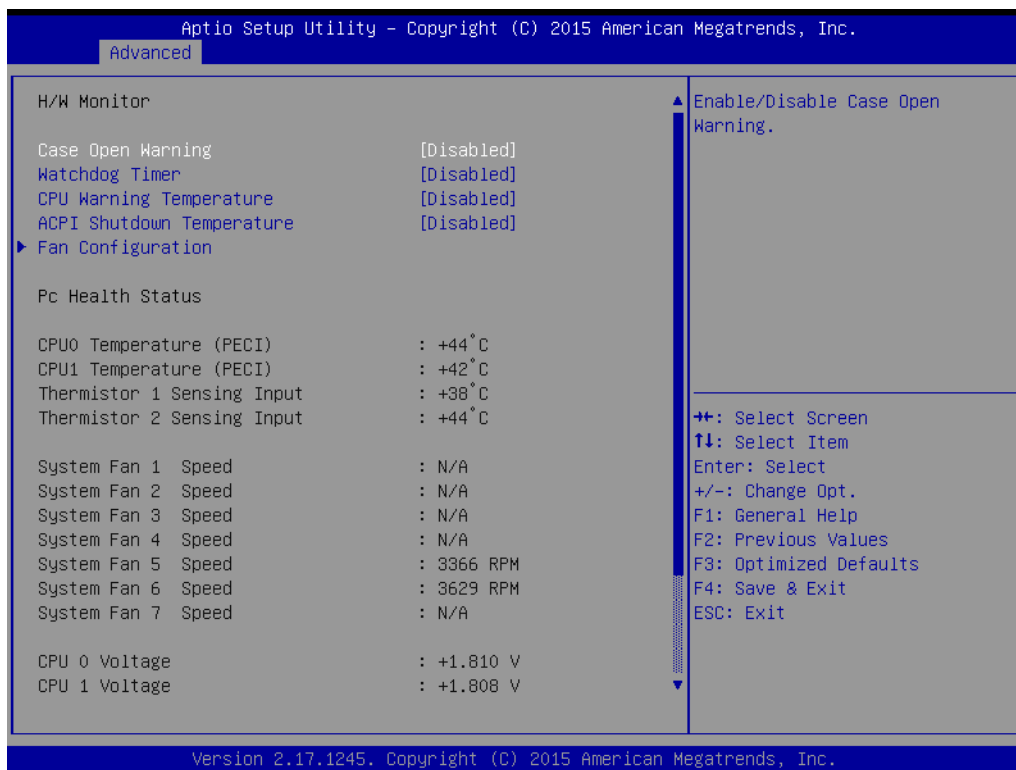 Aptio Setup Utility – Copyright (C) 2015 American Megatrends, Inc.
Advanced
H/W Monitor
Case Open Warning [Disabled]
Watchdog Timer [Disabled]
CPU Warning Temperature [Disabled]
ACPI Shutdown Temperature [Disabled]
Fan Configuration
Pc Health Status
CPU0 Temperature (PECI) : +44°C
CPU1 Temperature (PECI) : +42°C
Thermistor 1 Sensing Input : +38°C
Thermistor 2 Sensing Input : +44°C
System Fan 1 Speed : N/A
System Fan 2 Speed : N/A
System Fan 3 Speed : N/A
System Fan 4 Speed : N/A
System Fan 5 Speed : 3366 RPM
System Fan 6 Speed : 3629 RPM
System Fan 7 Speed : N/A
CPU 0 Voltage : +1.810 V
CPU 1 Voltage : +1.808 V
Enable/Disable Case Open
Warning.
→←: Select Screen
↑↓: Select Item
Enter: Select
+/-: Change Opt.
F1: General Help
F2: Previous Values
F3: Optimized Defaults
F4: Save & Exit
ESC: Exit
Version 2.17.1245. Copyright (C) 2015 American Megatrends, Inc.